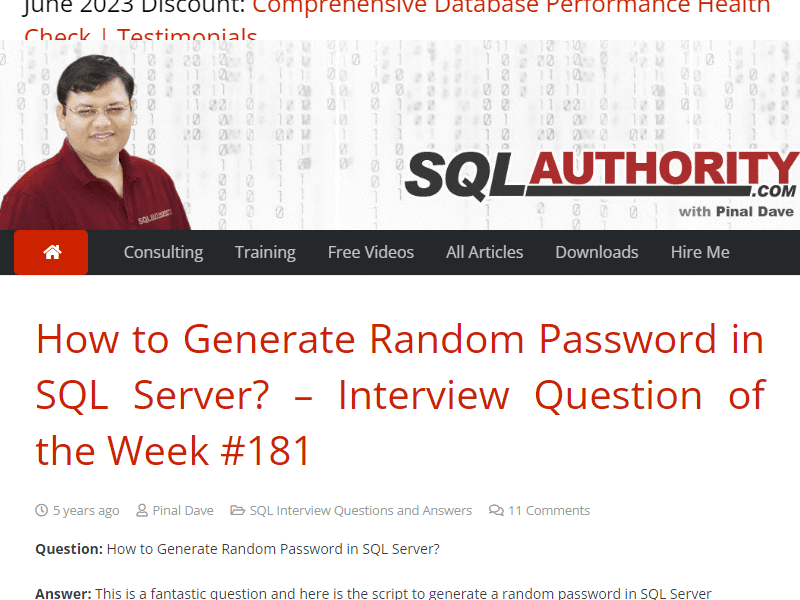 June 2023 Discount: Comprehensive Database Performance Health
Check | Testimonials
SQLAUTHORITY
.COM
with Pinal Dave
Consulting Training Free Videos All Articles Downloads Hire Me
How to Generate Random Password in
SQL Server? – Interview Question of
the Week #181
5 years ago Pinal Dave SQL Interview Questions and Answers 11 Comments
Question: How to Generate Random Password in SQL Server?
Answer: This is a fantastic question and here is the script to generate a random password in SQL Server